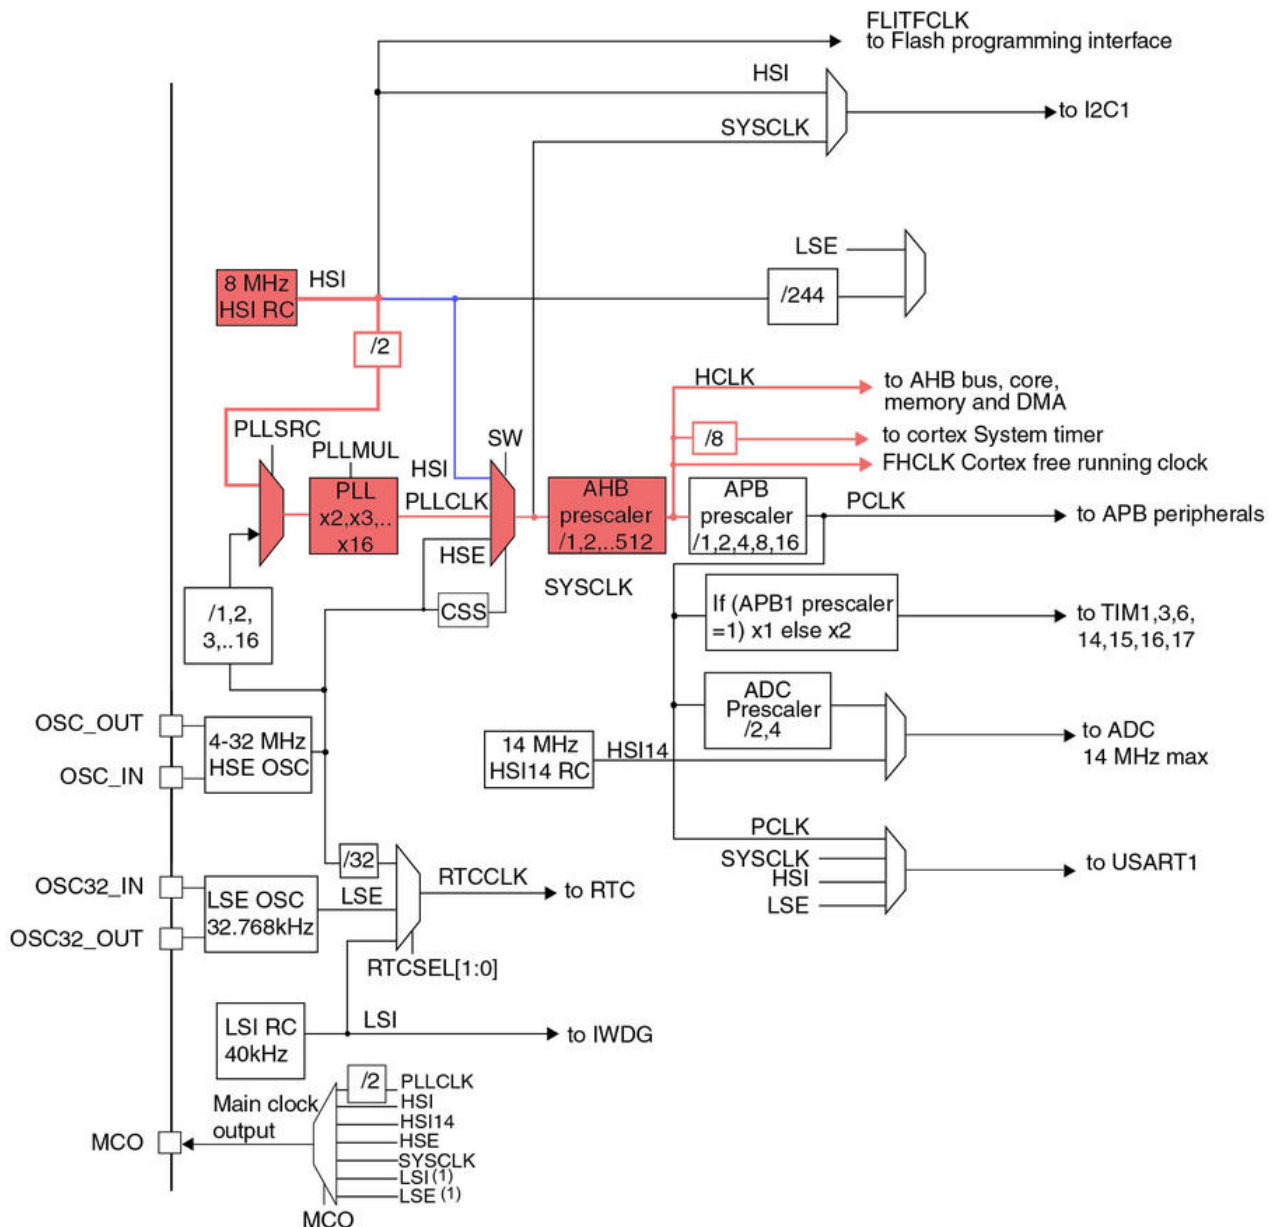 FLITFCLK
to Flash programming interface
HSI
to I2C1
SYSCLK
LSE
8 MHz
HSI RC
HSI
/244
/2
HCLK
to AHB bus, core,
memory and DMA
PLLSRC
SW
/8
to cortex System timer
PLLMUL
HSI
FHCLK Cortex free running clock
PLL
x2,x3,..
x16
PLLCLK
AHB
prescaler
/1,2,..512
APB
prescaler
/1,2,4,8,16
PCLK
to APB peripherals
HSE
SYSCLK
/1,2,
3,..16
CSS
If (APB1 prescaler
=1) x1 else x2
to TIM1,3,6,
14,15,16,17
OSC_OUT
4-32 MHz
HSE OSC
OSC_IN
ADC
Prescaler
/2,4
14 MHz
HSI14 RC
HSI14
to ADC
14 MHz max
PCLK
SYSCLK
HSI
LSE
to USART1
/32
OSC32_IN
LSE OSC
32.768kHz
LSE
RTCCLK
to RTC
OSC32_OUT
RTCSEL[1:0]
LSI RC
40kHz
LSI
to IWDG
/2
PLLCLK
HSI
HSI14
HSE
SYSCLK
LSI (1)
LSE (1)
Main clock
output
MCO
MCO